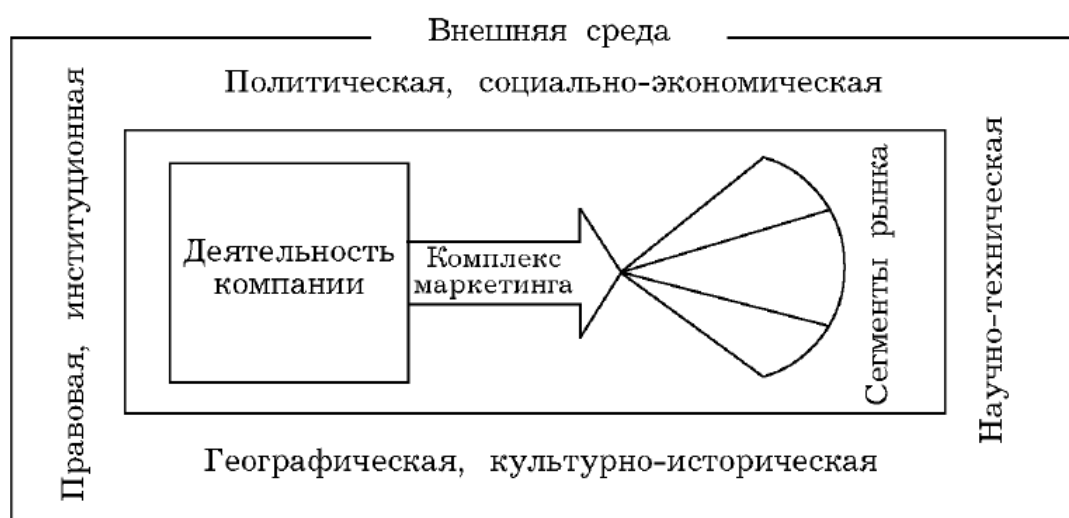 Внешняя среда
Политическая, социально-экономическая
Правовая, институционная
Деятельность
компании
Комплекс
маркетинга
Сегменты рынка
Научно-техническая
Географическая, культурно-историческая